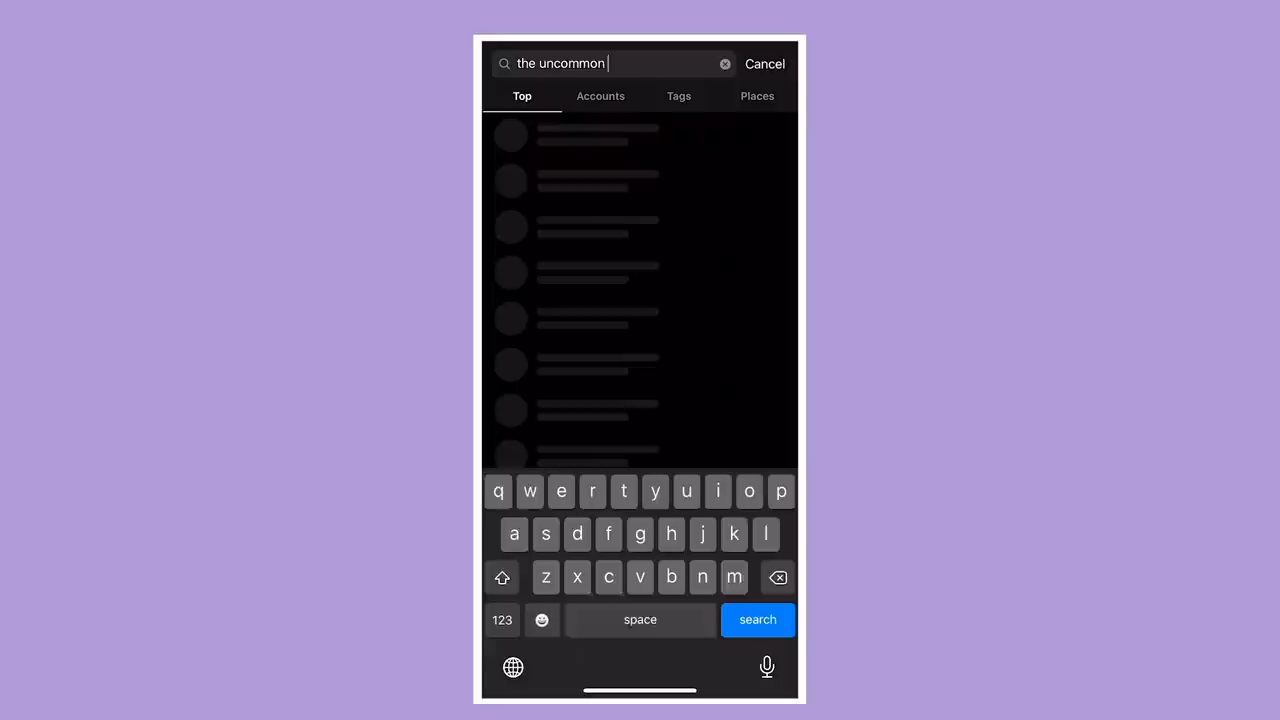 the uncommon
Cancel
Top Accounts Tags Places
q w e r t y u i o p
a s d f g h j k l
z x c v b n m
123 space search